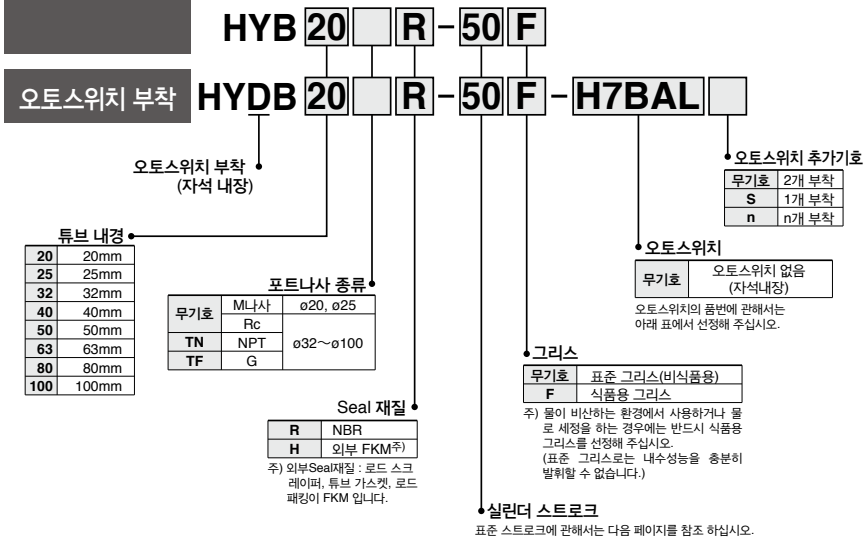 HYB 20 R - 50 F
오토스위치 부착 HYDB 20 R - 50 F - H7BAL
오토스위치 부착
(자석 내장)
오토스위치 추가기호
무기호 2개 부착
S 1개 부착
n n개 부착
튜브 내경
20 20mm
25 25mm
32 32mm
40 40mm
50 50mm
63 63mm
80 80mm
100 100mm
포트나사 종류
무기호 M나사 ø20, ø25
Rc ø32～ø100
TN NPT
TF G
오토스위치
무기호 오토스위치 없음
(자석내장)
오토스위치의 품번에 관해서는
아래 표에서 선정해 주십시오.
Seal 재질
R NBR
H 외부 FKM주)
주) 외부Seal재질 : 로드 스크
레이퍼, 튜브 가스켓, 로드
패킹이 FKM 입니다.
그리스
무기호 표준 그리스(비식품용)
F 식품용 그리스
주) 물이 비산하는 환경에서 사용하거나 물
로 세정을 하는 경우에는 반드시 식품용
그리스를 선정해 주십시오.
(표준 그리스로는 내수성능을 충분히
발휘할 수 없습니다.)
실린더 스트로크
표준 스트로크에 관해서는 다음 페이지를 참조 하십시오.